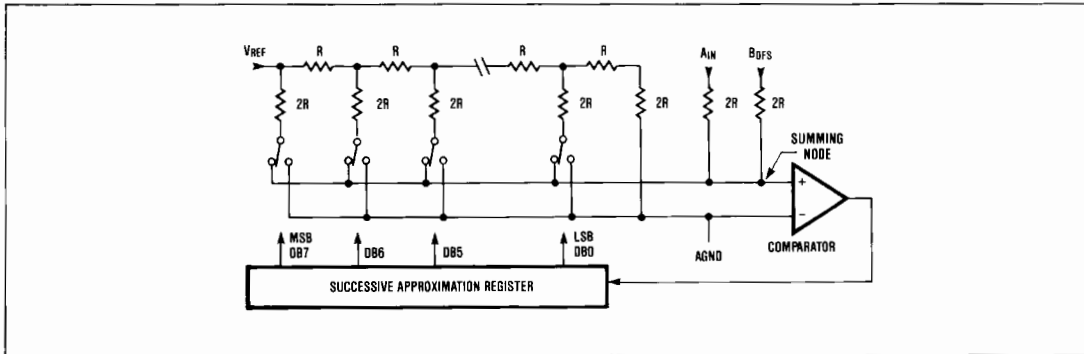 VREF
R
R
R
R
AIN
BOFS
2R
2R
2R
2R
2R
2R
2R
SUMMING
NODE
+
−
COMPARATOR
MSB
DB7
DB6
DB5
LSB
DB0
AGND
SUCCESSIVE APPROXIMATION REGISTER